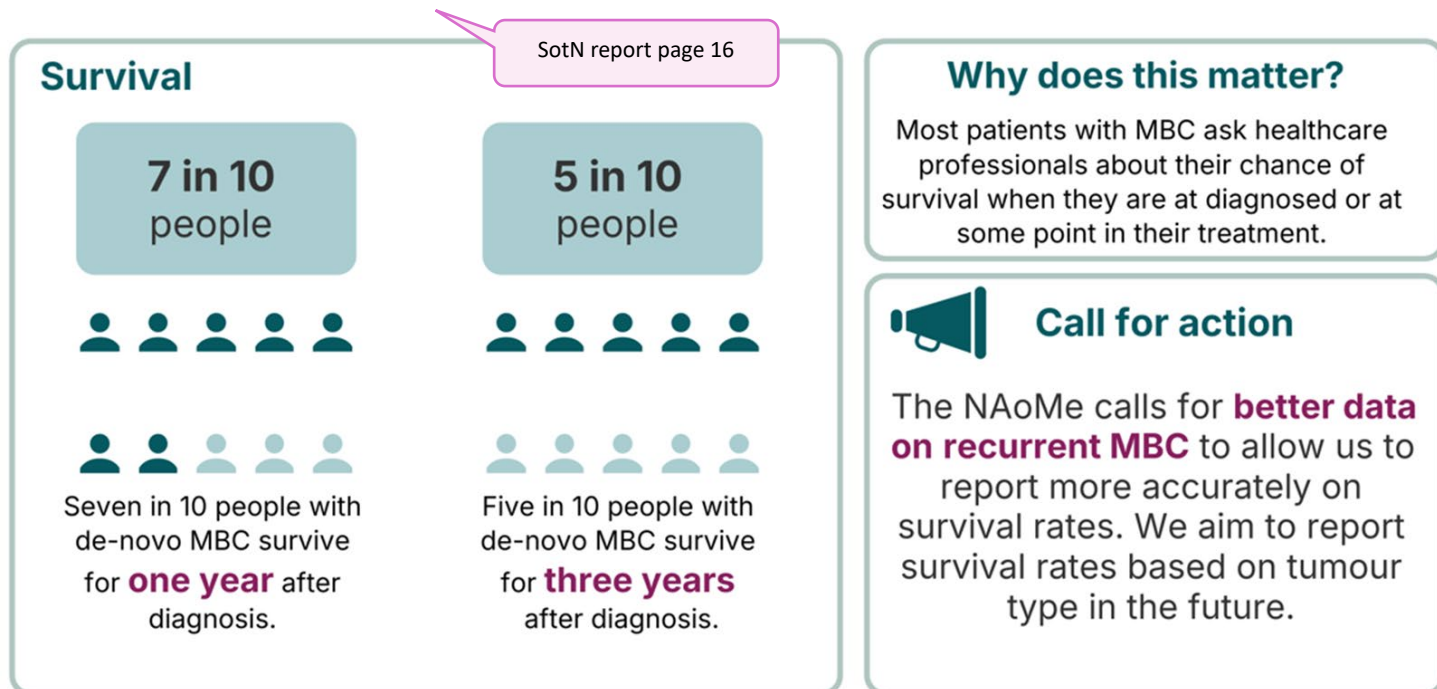 SotN report page 16
Survival
7 in 10
people
5 in 10
people
Seven in 10 people with
de-novo MBC survive
for one year after
diagnosis.
Five in 10 people with
de-novo MBC survive
for three years
after diagnosis.
Why does this matter?
Most patients with MBC ask healthcare
professionals about their chance of
survival when they are at diagnosed or at
some point in their treatment.
Call for action
The NAoMe calls for better data
on recurrent MBC to allow us to
report more accurately on
survival rates. We aim to report
survival rates based on tumour
type in the future.